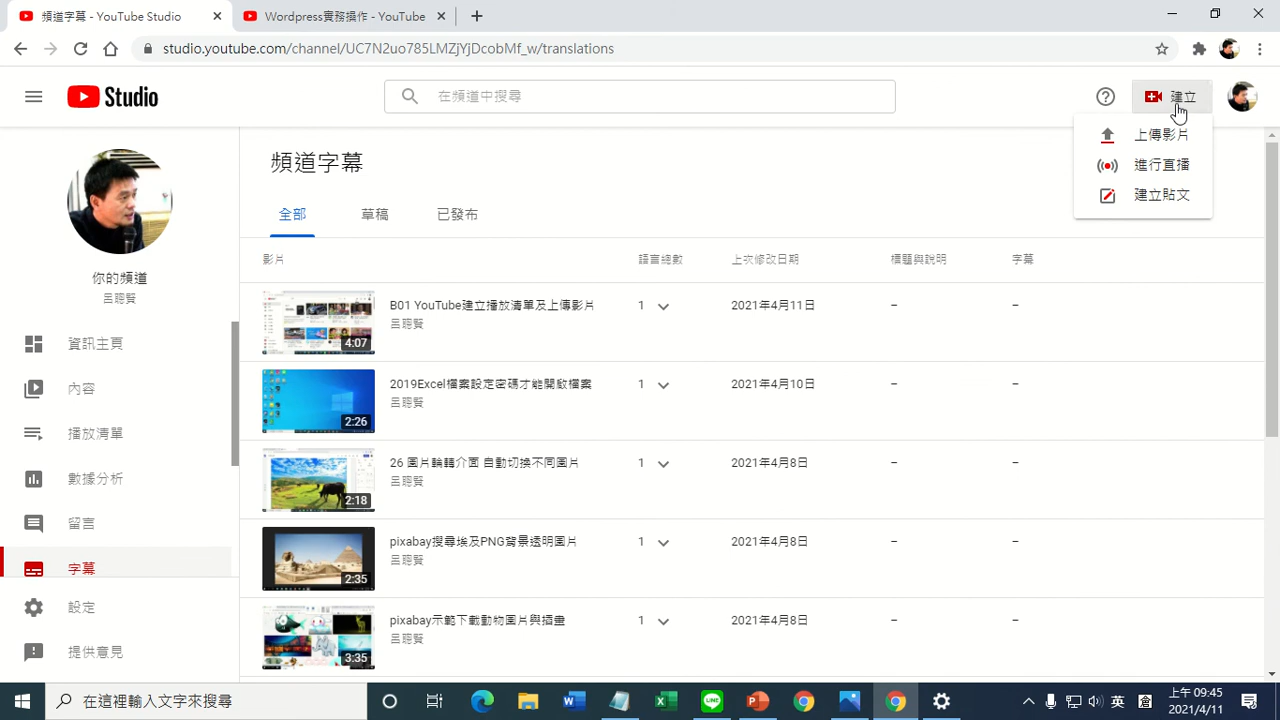 頻道字幕 - YouTube Studio
Wordpress實務操作 - YouTube
studio.youtube.com/channel/UC7N2uo785LMZjYjDcobMf_w/translations
Studio
在頻道中搜尋
建立
上傳影片
進行直播
建立貼文
你的頻道
呂聰賢
資訊主頁
內容
播放清單
數據分析
留言
字幕
設定
提供意見
頻道字幕
全部 草稿 已發布
影片 語言總數 上次修改日期 標題與說明 字幕
B01 YouTube建立播放清單及上傳影片 1 2021年4月11日 – –
呂聰賢
4:07
2019Excel檔案設定密碼才能開啟檔案 1 2021年4月10日 – –
呂聰賢
2:26
26 圖片輪轉介面 自動切換不同圖片 1 2021年4月8日 – –
呂聰賢
2:18
pixabay搜尋埃及PNG背景透明圖片 1 2021年4月8日 – –
呂聰賢
2:35
pixabay示範下載動物圖片與插畫 1 2021年4月8日 – –
呂聰賢
3:35
在這裡輸入文字來搜尋
英
上午 09:45
2021/4/11